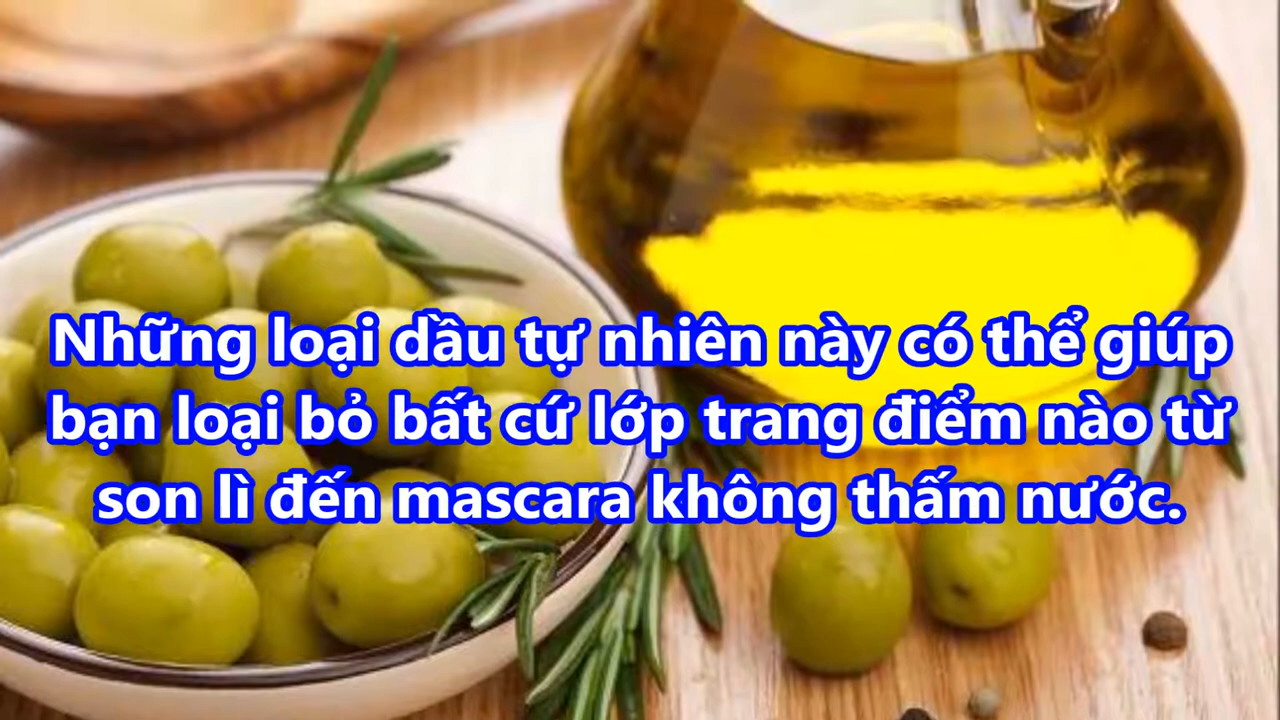 Những loại dầu tự nhiên này có thể giúp
bạn loại bỏ bất cứ lớp trang điểm nào từ
son lì đến mascara không thấm nước.